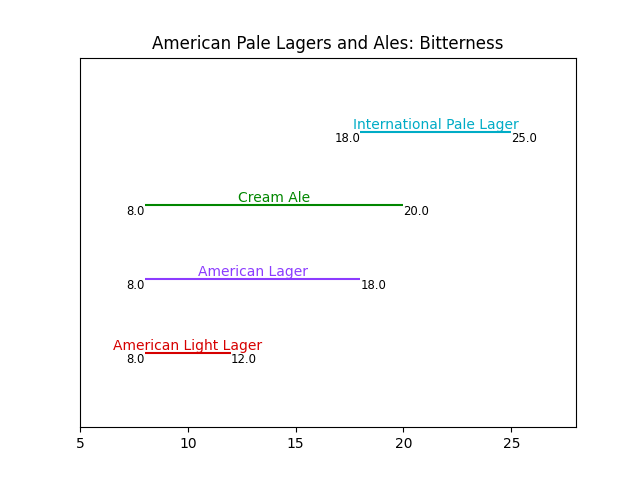 American Pale Lagers and Ales: Bitterness
International Pale Lager
18.0 25.0
Cream Ale
8.0 20.0
American Lager
8.0 18.0
American Light Lager
8.0 12.0
5 10 15 20 25